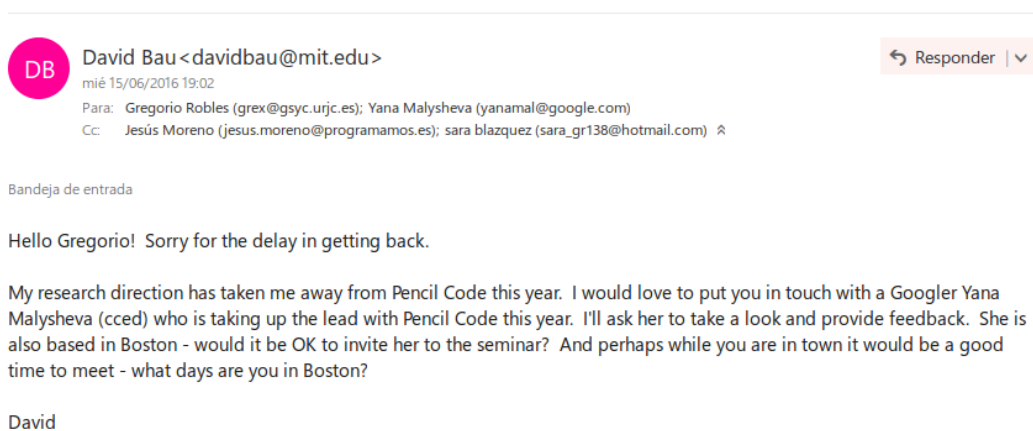 DB
David Bau<davidbau@mit.edu>
Responder
mié 15/06/2016 19:02
Para: Gregorio Robles (grex@gsyc.urjc.es); Yana Malysheva (yanamal@google.com)
Cc: Jesús Moreno (jesus.moreno@programamos.es); sara blazquez (sara_gr138@hotmail.com)
Bandeja de entrada
Hello Gregorio!  Sorry for the delay in getting back.
My research direction has taken me away from Pencil Code this year.  I would love to put you in touch with a Googler Yana
Malysheva (cced) who is taking up the lead with Pencil Code this year.  I'll ask her to take a look and provide feedback.  She is
also based in Boston - would it be OK to invite her to the seminar?  And perhaps while you are in town it would be a good
time to meet - what days are you in Boston?
David